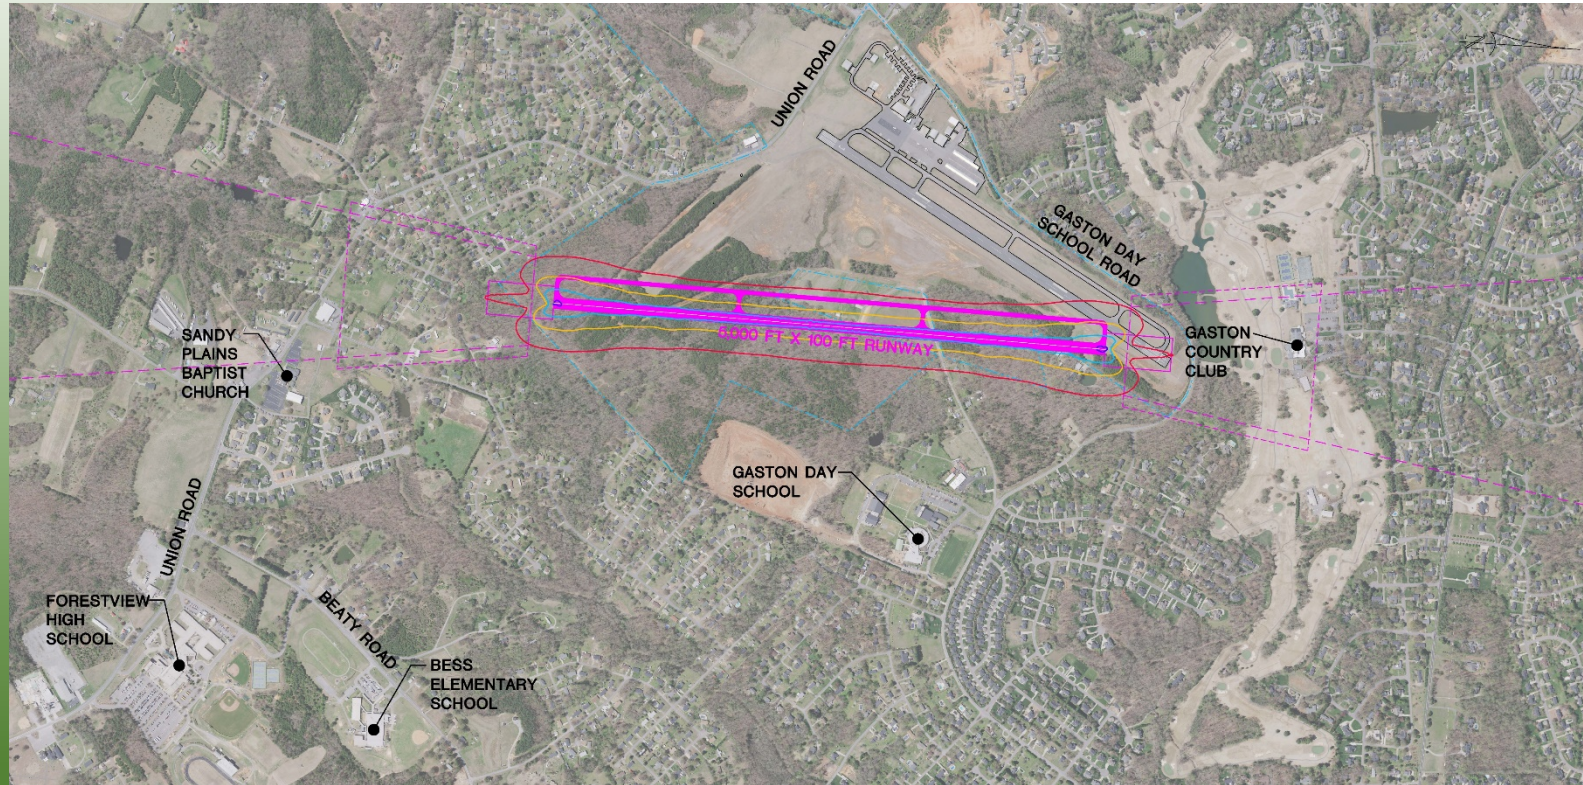 UNION ROAD
GASTON DAY
SCHOOL ROAD
5,000 FT X 100 FT RUNWAY
SANDY
PLAINS
BAPTIST
CHURCH
GASTON
COUNTRY
CLUB
GASTON DAY
SCHOOL
UNION ROAD
BEATY ROAD
FORESTVIEW
HIGH
SCHOOL
BESS
ELEMENTARY
SCHOOL